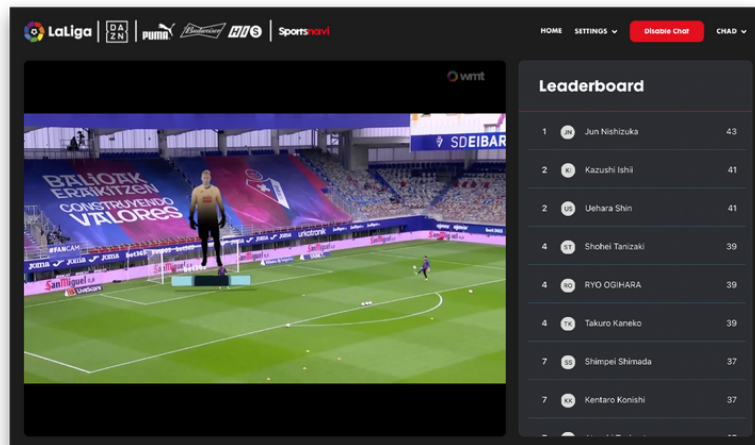 LaLiga DAZN PUMA Budweiser HIS Sportsnavi
HOME SETTINGS Disable Chat CHAD
wmt
Leaderboard
1 JN Jun Nishizuka 43
2 KI Kazushi Ishii 41
2 US Uehara Shin 41
4 ST Shohei Tanizaki 39
4 RO RYO OGIHARA 39
4 TK Takuro Kaneko 39
7 SS Shimpei Shimada 37
7 KK Kentaro Konishi 37
SD EIBAR
BALIOAK
ERAIKITZEN
CONSTRUYENDO
VALORES
#FANCAM
JOMA
bet365
SanMiguel
SanMiguel